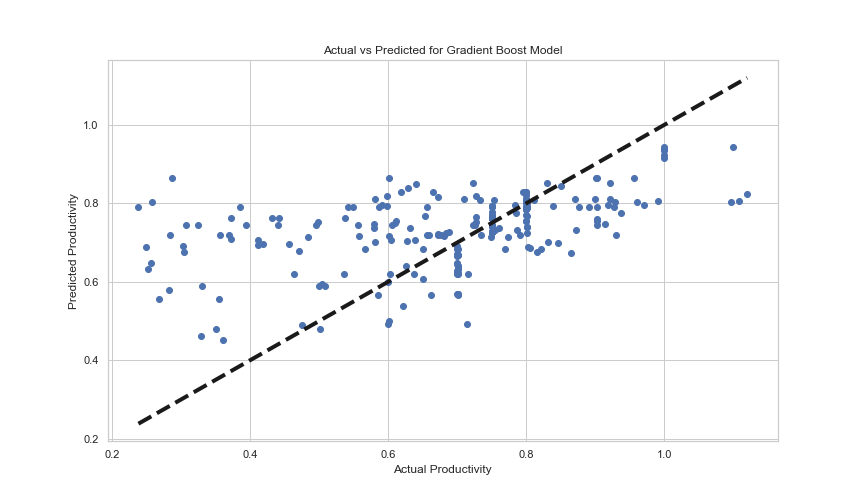 Actual vs Predicted for Gradient Boost Model
1.0
0.8
0.6
0.4
0.2
Predicted Productivity
0.2 0.4 0.6 0.8 1.0
Actual Productivity